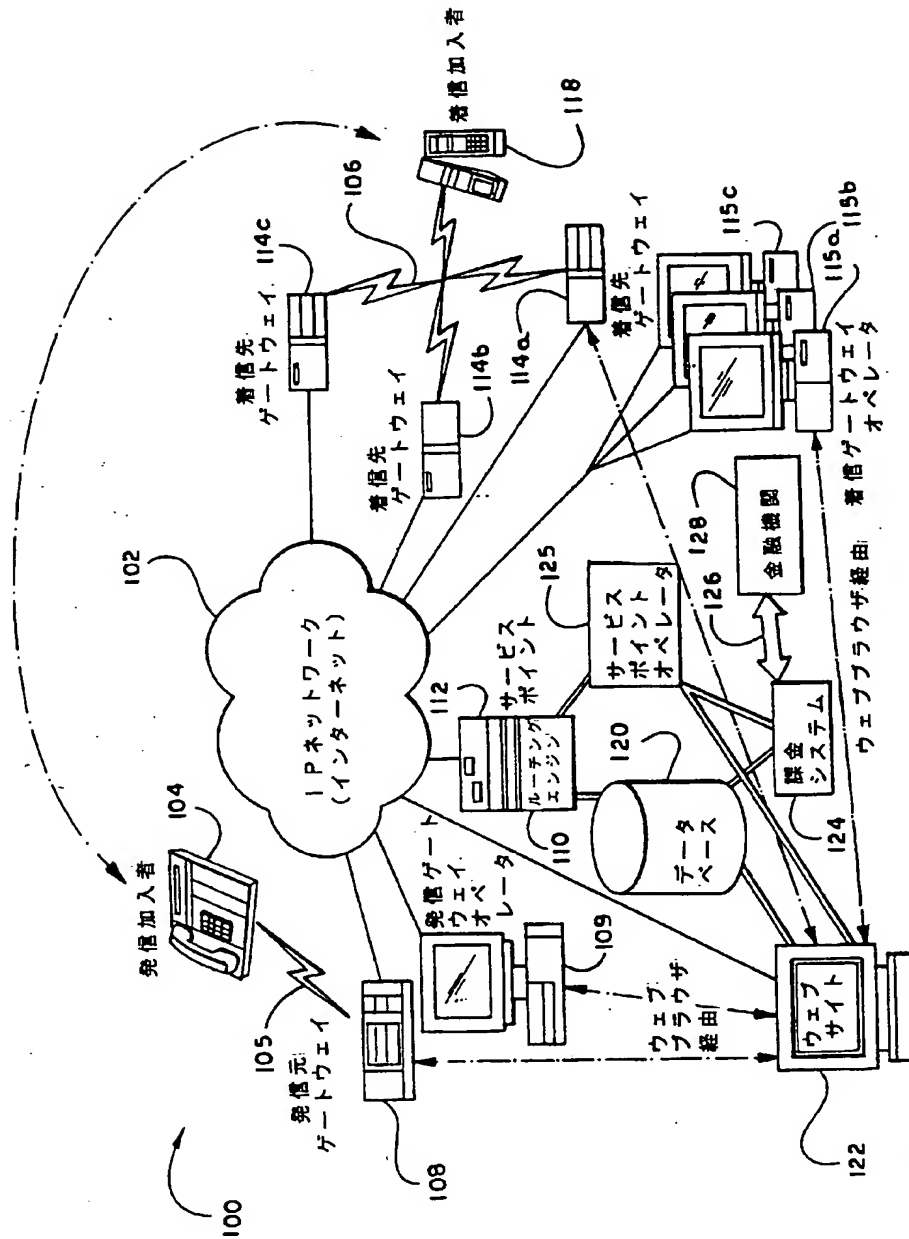 100
発信加入者
104
102
着信加入者
118
106
114c
着信先
ゲートウェイ
105
発信元
ゲートウェイ
108
IPネットワーク
(インターネット)
着信先
ゲートウェイ
114b
114a
着信先
ゲートウェイ
発信ゲート
ウェイ
オペレータ
109
112
サービス
ポイント
ルーチング
エンジン
110
125
サービス
ポイント
オペレータ
120
データ
ベース
115c
115b
115a
着信ゲートウェイ
オペレータ
ウェブ
ブラウザ
経由
128
金融機関
126
課金
システム
124
ウェブブラウザ経由
ウェブ
サイト
122